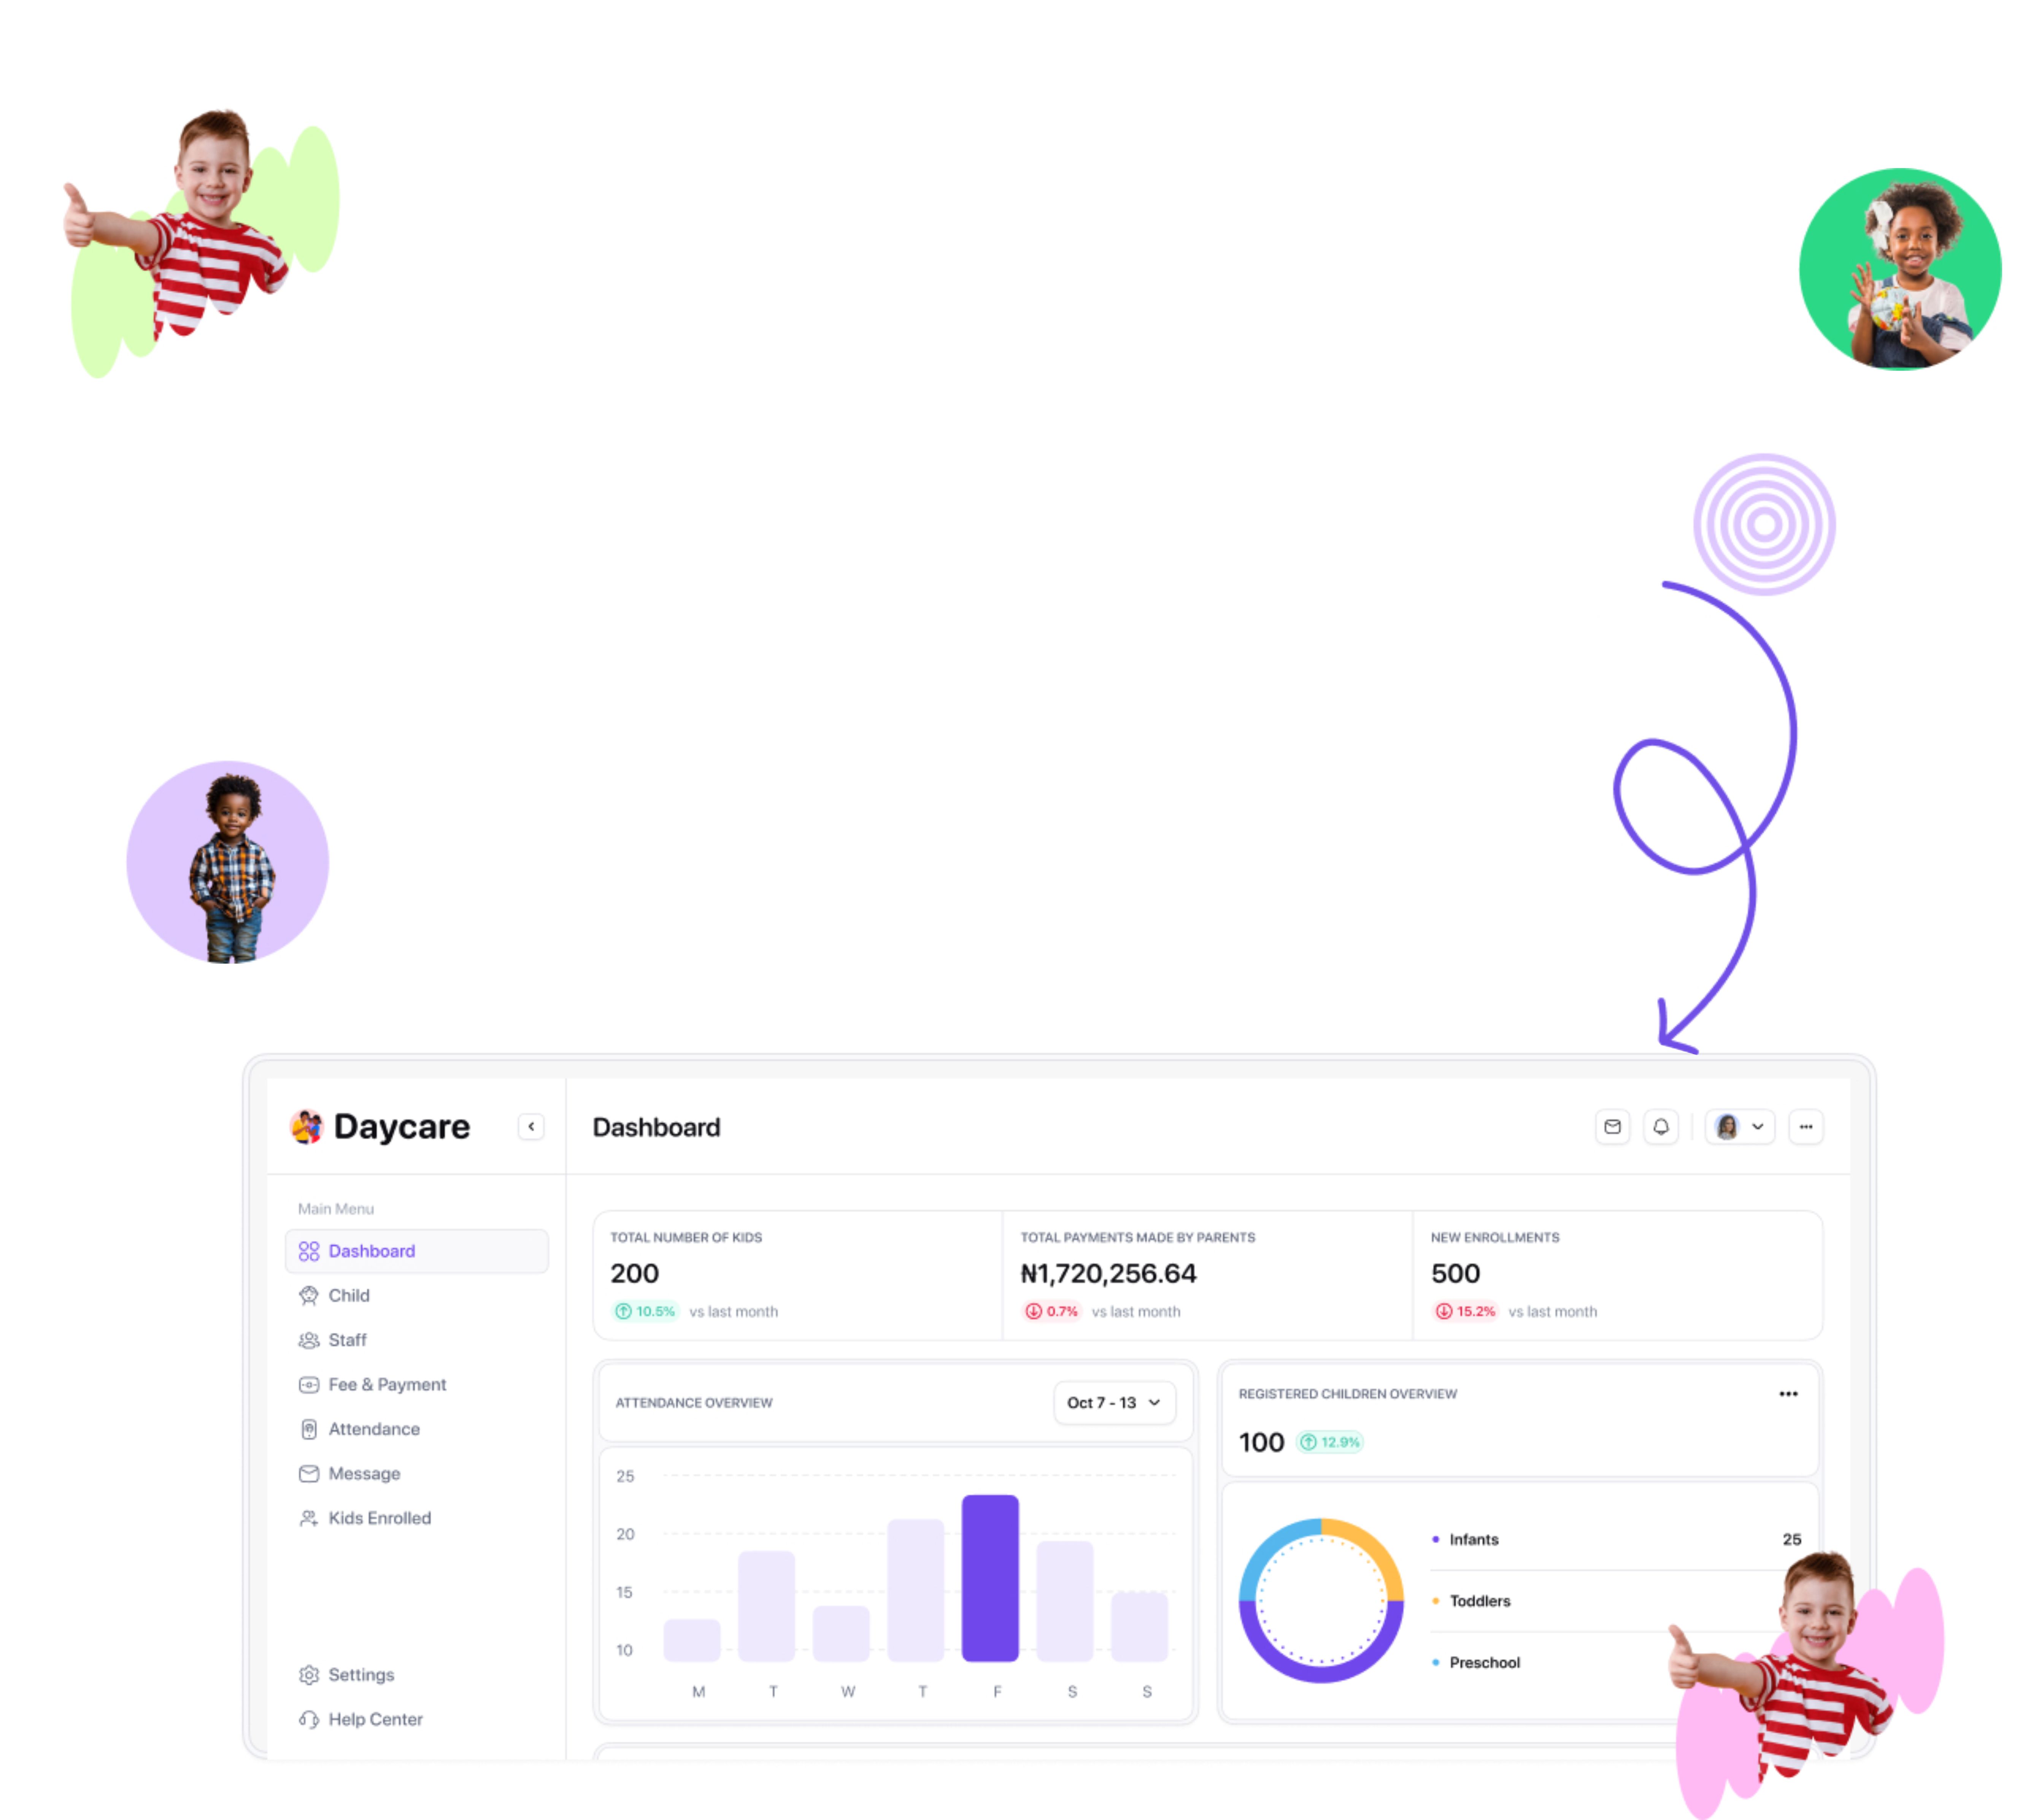 Daycare
Dashboard
Main Menu
Dashboard
Child
Staff
Fee & Payment
Attendance
Message
Kids Enrolled
Settings
Help Center
TOTAL NUMBER OF KIDS
200
10.5% vs last month
TOTAL PAYMENTS MADE BY PARENTS
₦1,720,256.64
0.7% vs last month
NEW ENROLLMENTS
500
15.2% vs last month
ATTENDANCE OVERVIEW
Oct 7 - 13
25
20
15
10
M T W T F S S
REGISTERED CHILDREN OVERVIEW
100 12.9%
Infants 25
Toddlers
Preschool